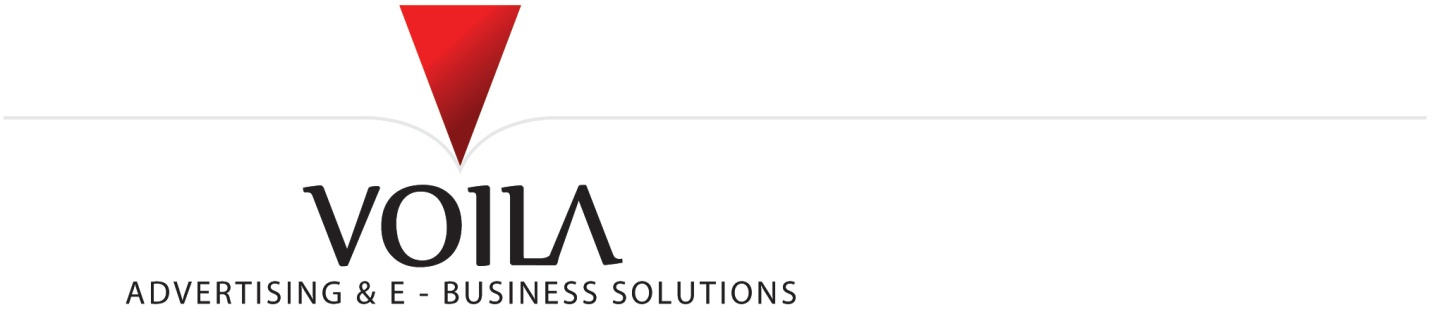 VOILA
ADVERTISING & E - BUSINESS SOLUTIONS